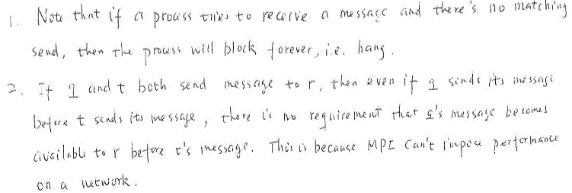 1. Note that if a process tries to receive a message and there's no matching
send, then the process will block forever, i.e. hang.
2. If q and t both send message to r, then even if q sends its message
before t sends its message, there is no requirement that q's message becomes
available to r before t's message. This is because MPI can't impose performance
on a network.